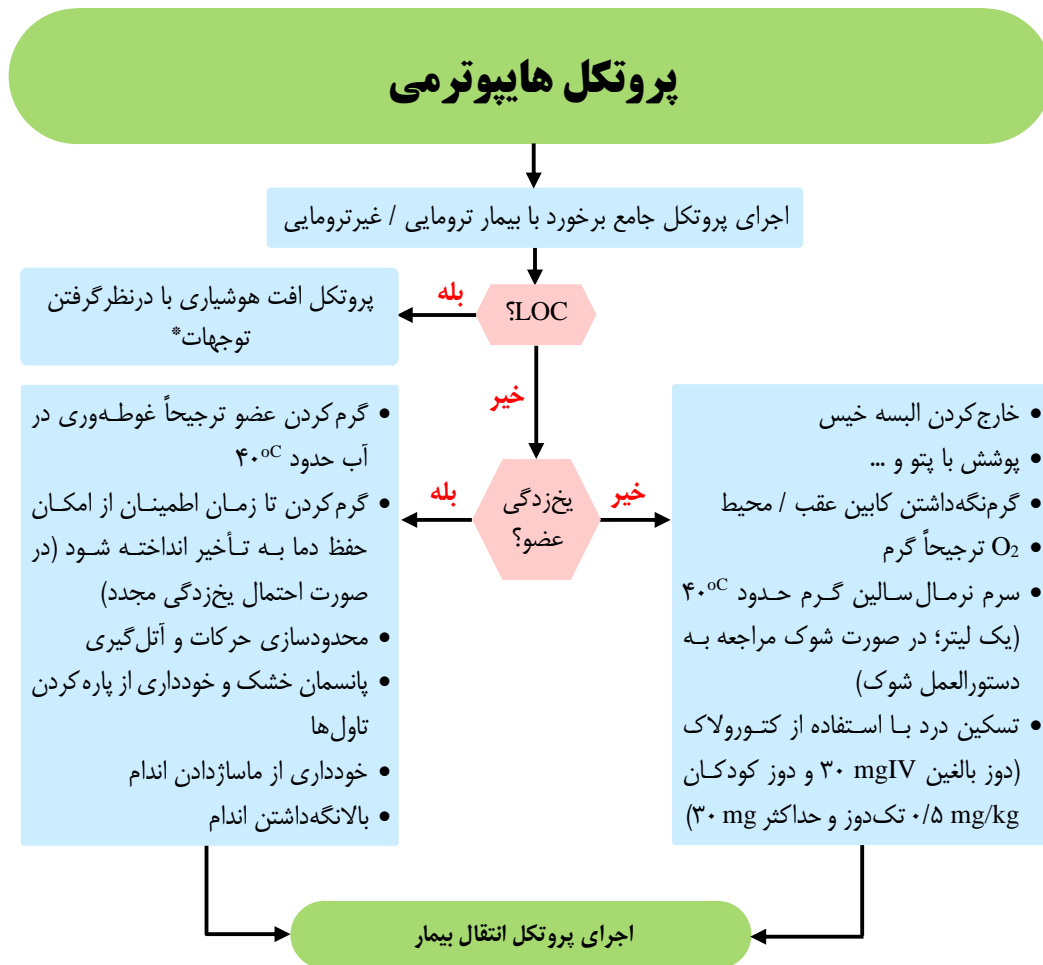 پروتکل هایپوترمی
اجرای پروتکل جامع برخورد با بیمار ترومایی / غیرترومایی
LOC؟
بله
پروتکل افت هوشیاری با درنظرگرفتن
توجهات*
خیر
یخ‌زدگی
عضو؟
خیر
• خارج‌کردن البسه خیس
• پوشش با پتو و ...
• گرم‌نگه‌داشتن کابین عقب / محیط
• O₂ ترجیحاً گرم
• سرم نرمال‌سالین گرم حدود ۴۰°C
(یک لیتر؛ در صورت شوک مراجعه به
دستورالعمل شوک)
• تسکین درد با استفاده از کتورولاک
(دوز بالغین ۳۰ mgIV و دوز کودکان
۰/۵ mg/kg تک‌دوز و حداکثر ۳۰ mg)
بله
• گرم‌کردن عضو ترجیحاً غوطه‌وری در
آب حدود ۴۰°C
• گرم‌کردن تا زمان اطمینان از امکان
حفظ دما به تأخیر انداخته شود (در
صورت احتمال یخ‌زدگی مجدد)
• محدودسازی حرکات و آتل‌گیری
• پانسمان خشک و خودداری از پاره‌کردن
تاول‌ها
• خودداری از ماساژدادن اندام
• بالانگه‌داشتن اندام
اجرای پروتکل انتقال بیمار